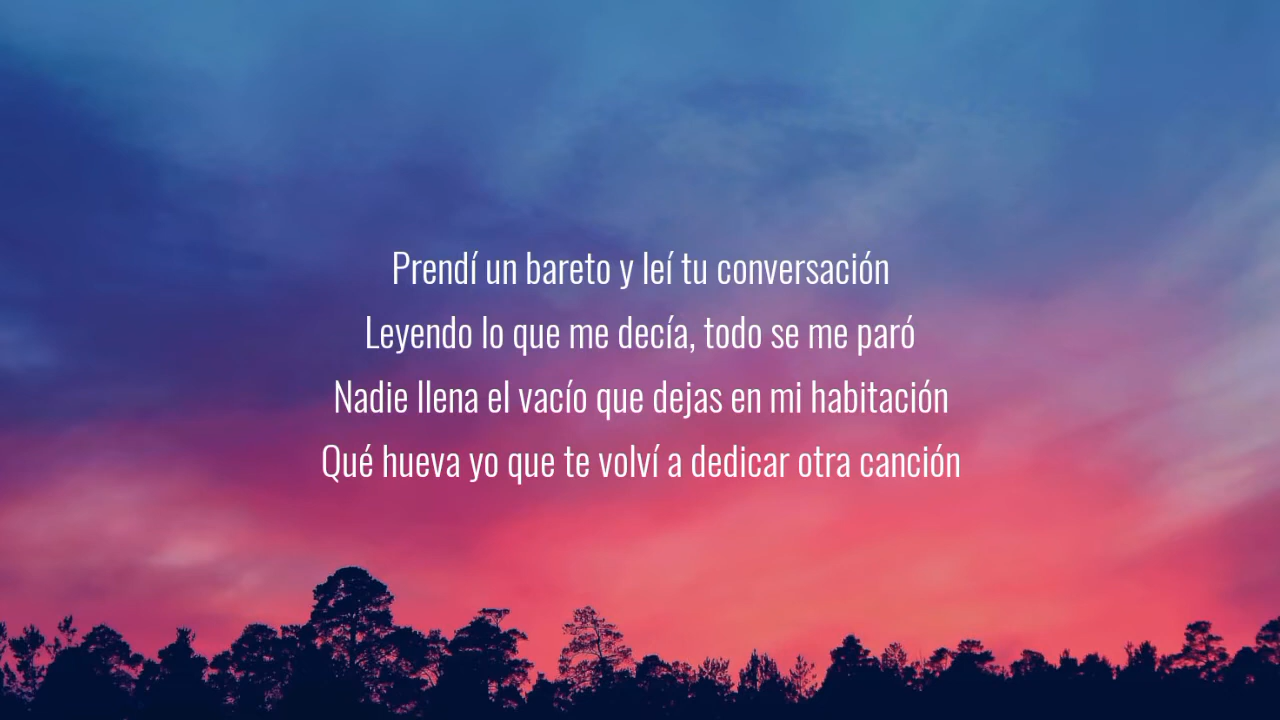 Prendí un bareto y leí tu conversación
Leyendo lo que me decía, todo se me paró
Nadie llena el vacío que dejas en mi habitación
Qué hueva yo que te volví a dedicar otra canción